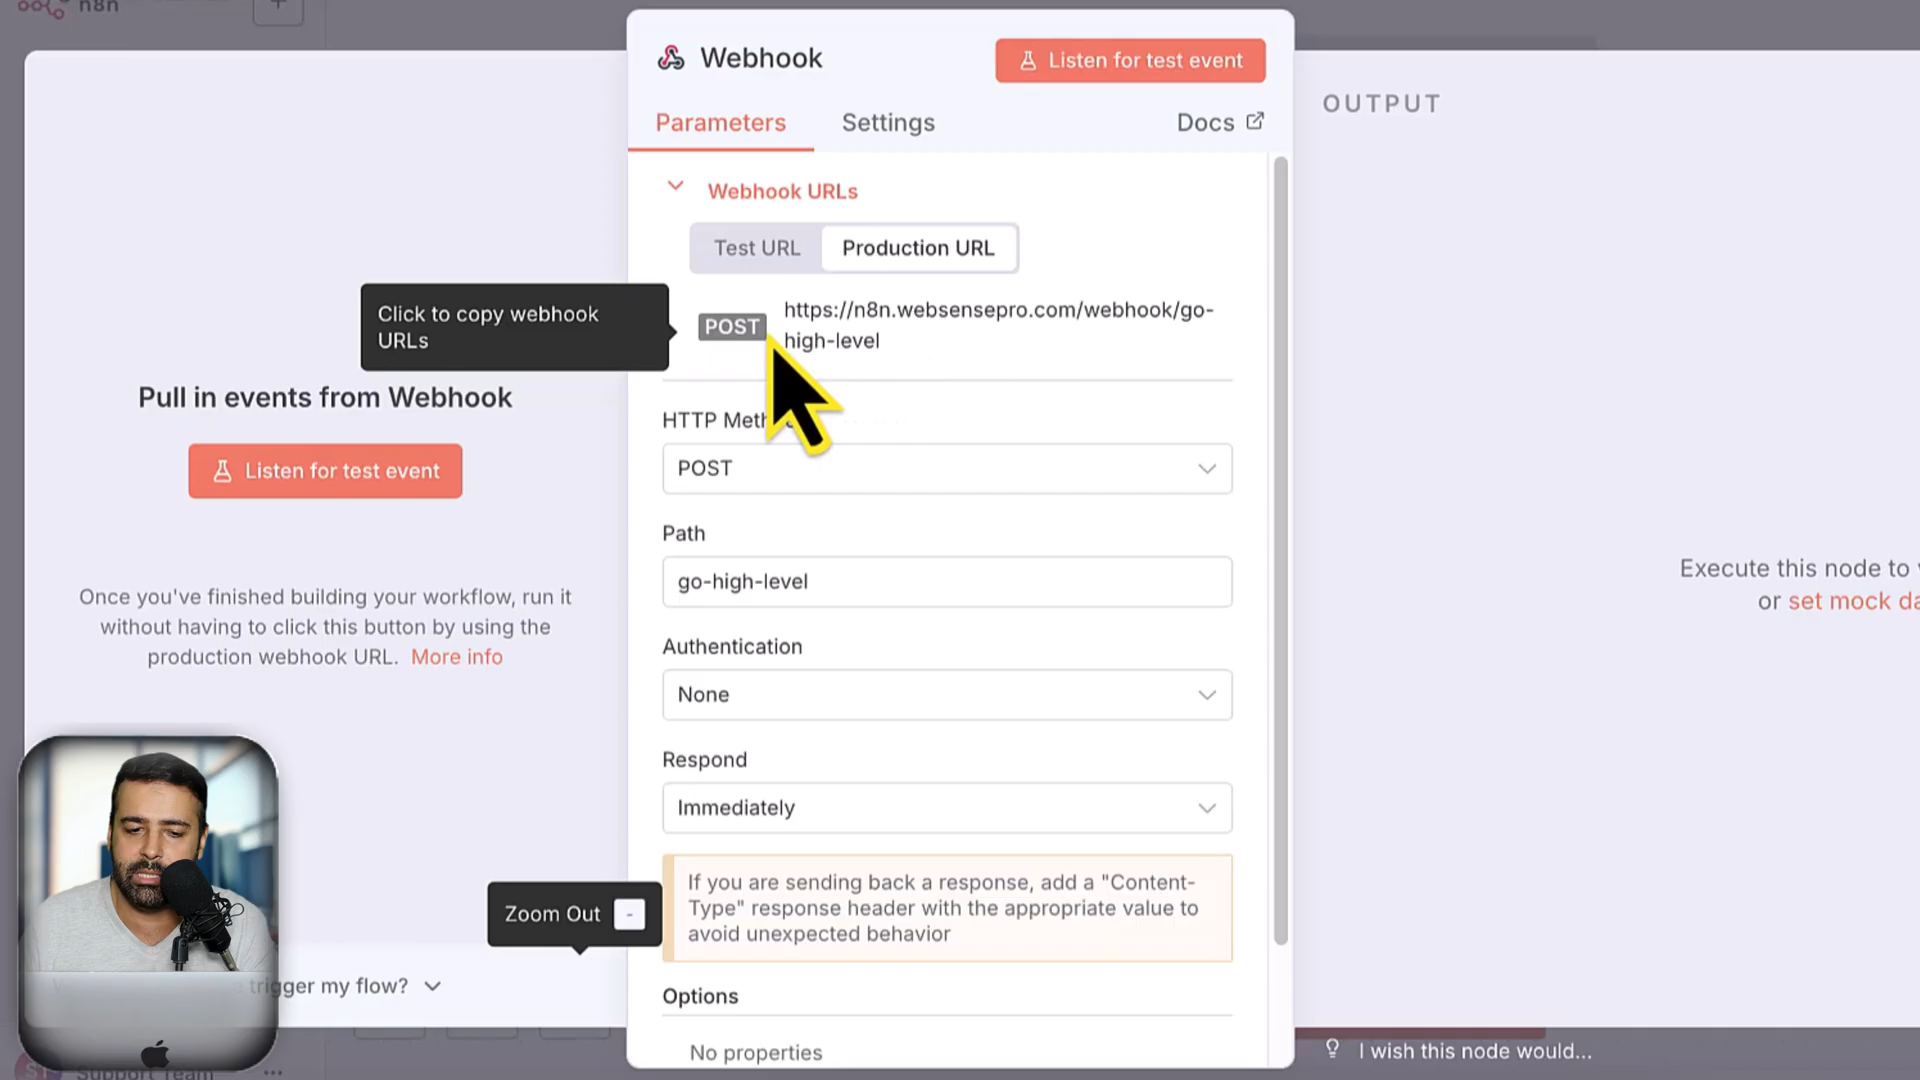 n8n
+
Webhook
Listen for test event
Parameters
Settings
Docs
OUTPUT
Webhook URLs
Test URL
Production URL
Click to copy webhook
URLs
POST
https://n8n.websensepro.com/webhook/go-
high-level
Pull in events from Webhook
Listen for test event
HTTP Meth
POST
Path
go-high-level
Once you've finished building your workflow, run it
without having to click this button by using the
production webhook URL. More info
Execute this node to
or set mock da
Authentication
None
Respond
Immediately
If you are sending back a response, add a "Content-
Type" response header with the appropriate value to
avoid unexpected behavior
Zoom Out -
trigger my flow?
Options
No properties
I wish this node would...
Support Team
...